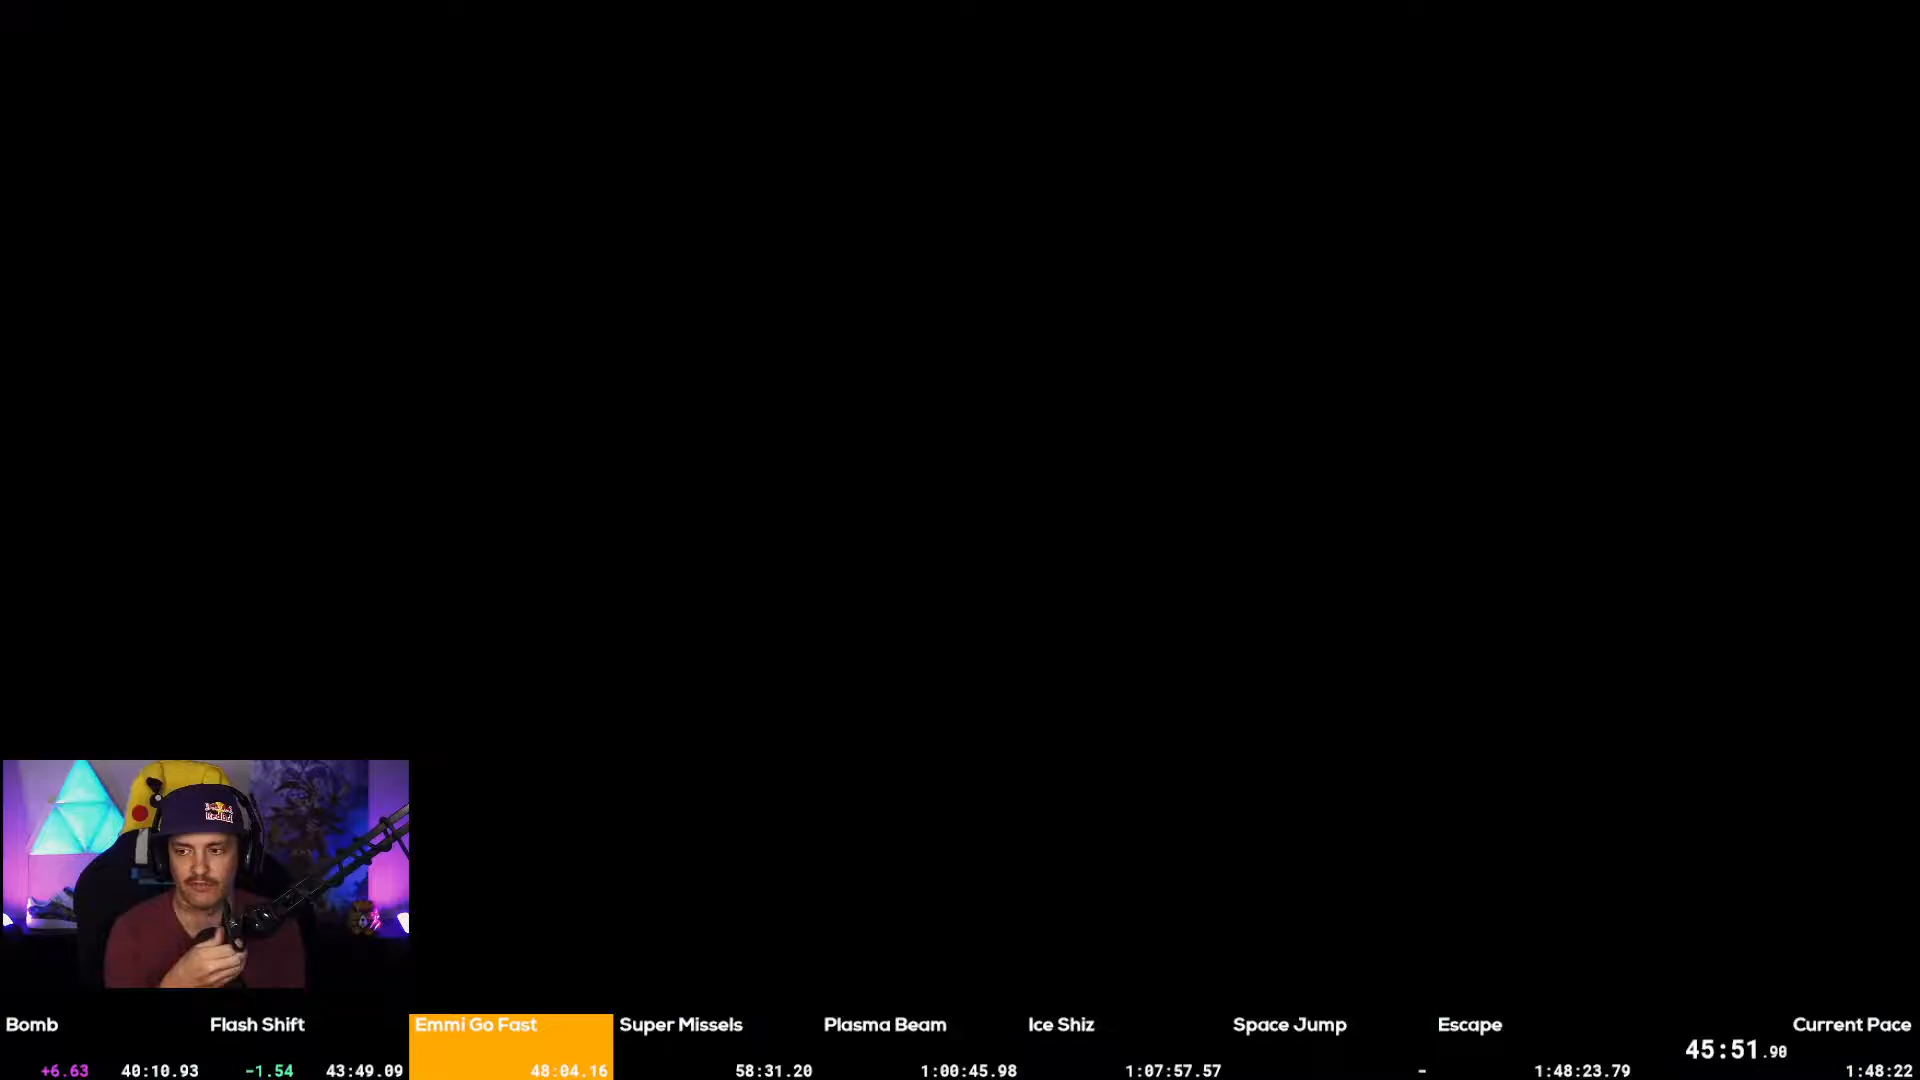 Red Bull
Bomb
+6.63 40:10.93
Flash Shift
-1.54 43:49.09
Emmi Go Fast
48:04.16
Super Missels
58:31.20
Plasma Beam
1:00:45.98
Ice Shiz
1:07:57.57
Space Jump
-
Escape
1:48:23.79
45:51.90
Current Pace
1:48:22